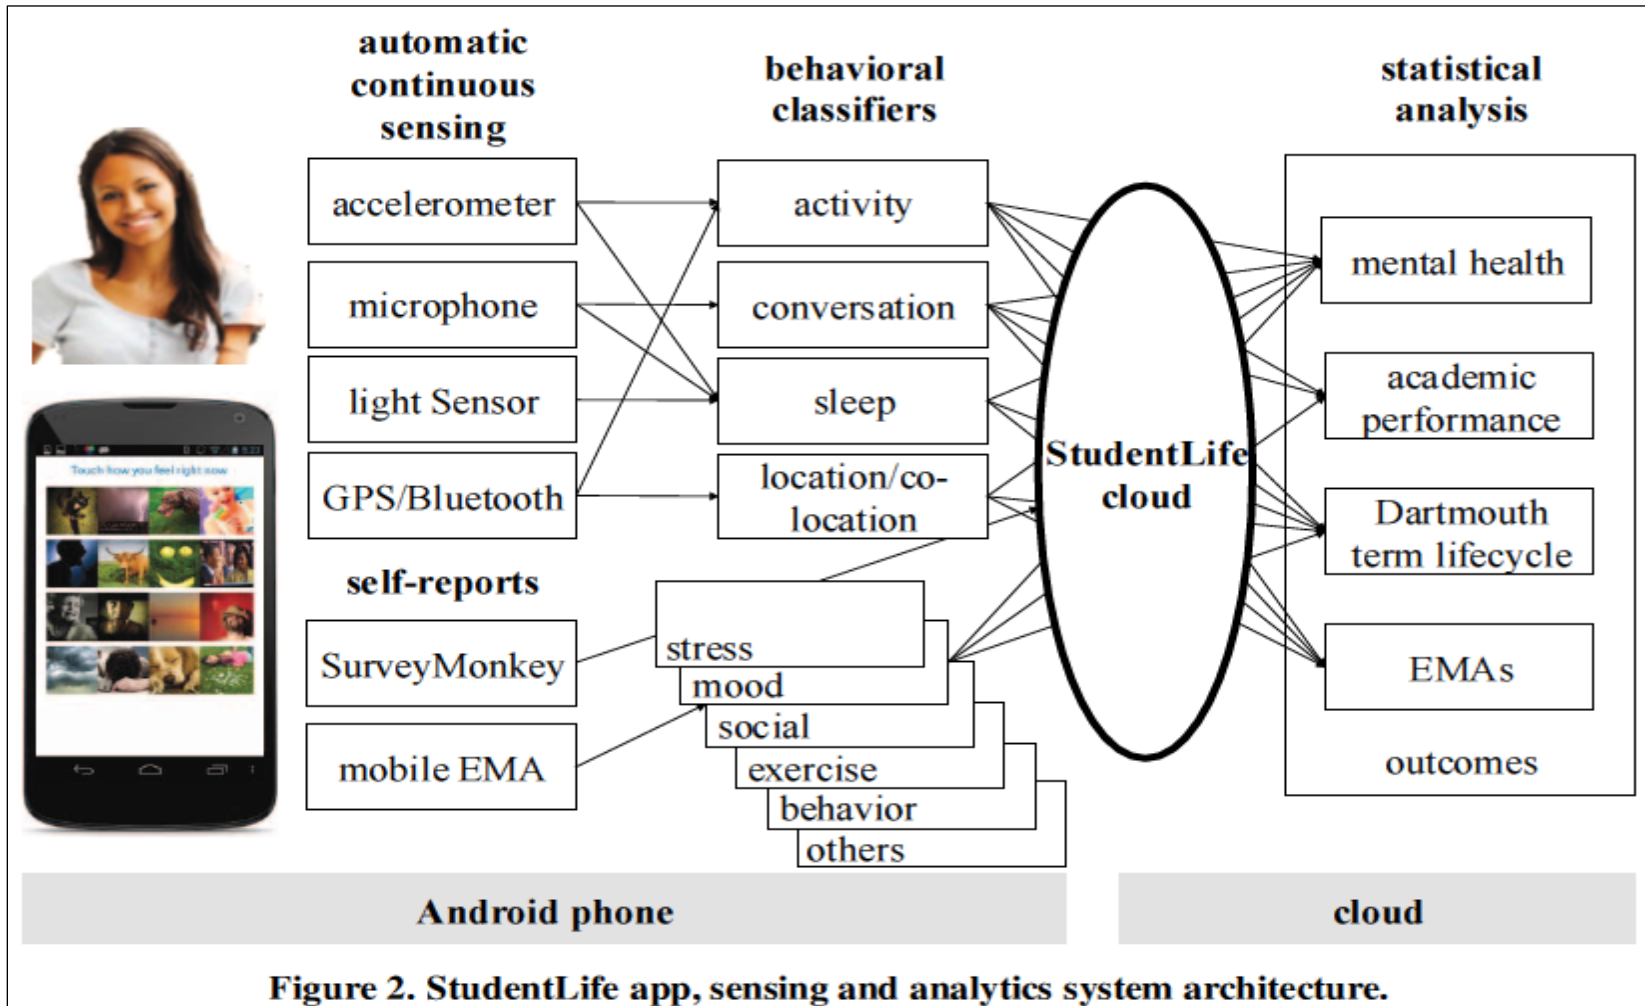 automatic
continuous
sensing
behavioral
classifiers
statistical
analysis
accelerometer
activity
mental health
microphone
conversation
light Sensor
sleep
academic
performance
GPS/Bluetooth
location/co-
location
StudentLife
cloud
Dartmouth
term lifecycle
self-reports
SurveyMonkey
mobile EMA
stress
mood
social
exercise
behavior
others
EMAs
outcomes
Touch how you feel right now
Android phone
cloud
Figure 2. StudentLife app, sensing and analytics system architecture.